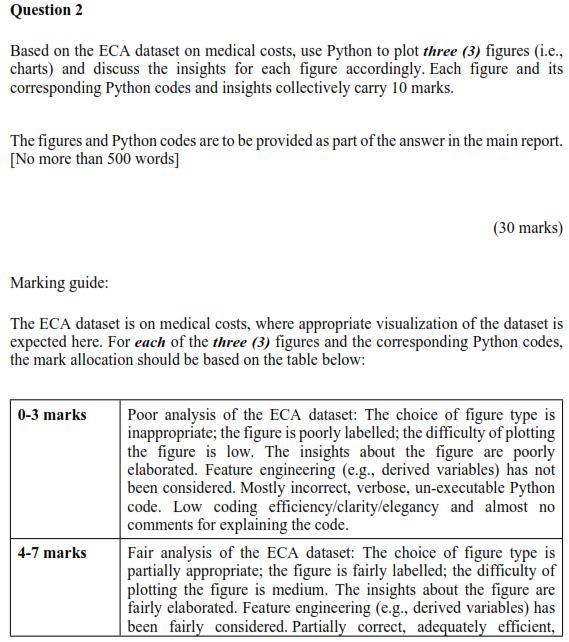 Question 2
Based on the ECA dataset on medical costs, use Python to plot three (3) figures (i.e.,
charts) and discuss the insights for each figure accordingly. Each figure and its
corresponding Python codes and insights collectively carry 10 marks.
The figures and Python codes are to be provided as part of the answer in the main report.
[No more than 500 words]
(30 marks)
Marking guide:
The ECA dataset is on medical costs, where appropriate visualization of the dataset is
expected here. For each of the three (3) figures and the corresponding Python codes,
the mark allocation should be based on the table below:
0-3 marks
Poor analysis of the ECA dataset: The choice of figure type is
inappropriate; the figure is poorly labelled; the difficulty of plotting
the figure is low. The insights about the figure are poorly
elaborated. Feature engineering (e.g., derived variables) has not
been considered. Mostly incorrect, verbose, un-executable Python
code. Low coding efficiency/clarity/elegancy and almost no
comments for explaining the code.
4-7 marks
Fair analysis of the ECA dataset: The choice of figure type is
partially appropriate; the figure is fairly labelled; the difficulty of
plotting the figure is medium. The insights about the figure are
fairly elaborated. Feature engineering (e.g., derived variables) has
been fairly considered. Partially correct, adequately efficient,